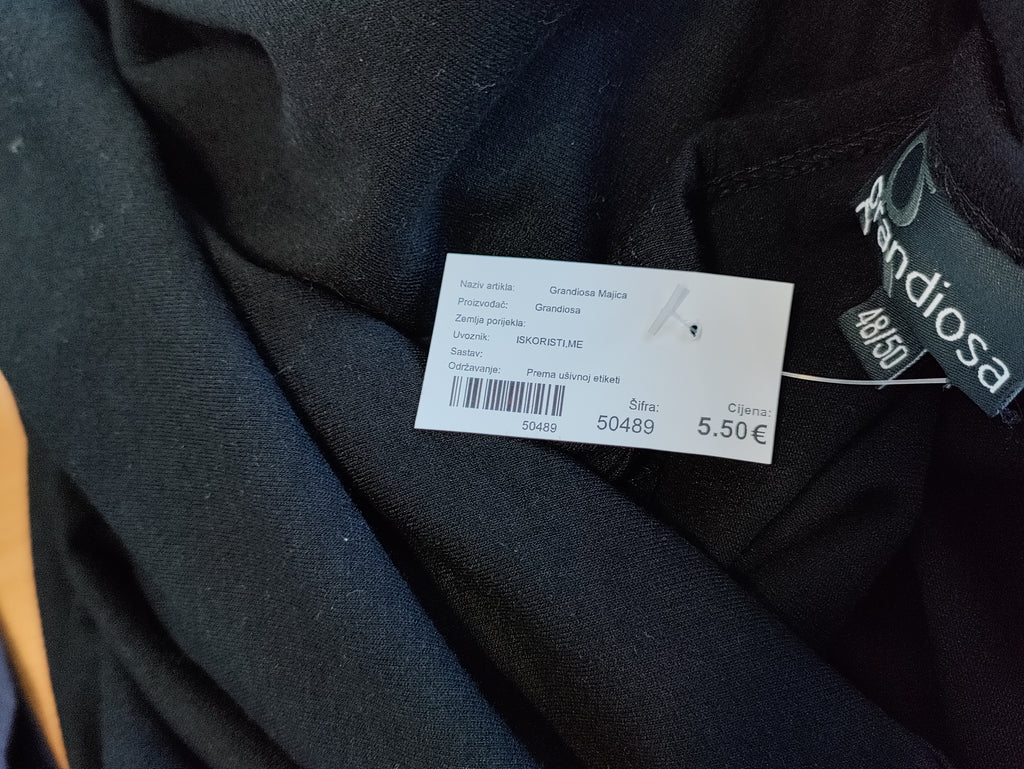 Naziv artikla: Grandiosa Majica
Proizvođač: Grandiosa
Zemlja porijekla:
Uvoznik: ISKORISTI.ME
Sastav:
Održavanje: Prema ušivnoj etiketi
50489
Šifra:
50489
Cijena:
5.50€
Grandiosa
48/50